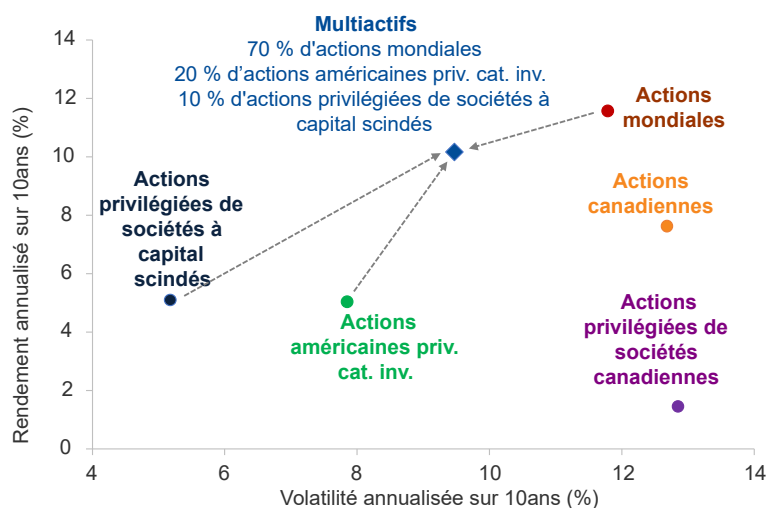 Multiactifs
70 % d'actions mondiales
20 % d’actions américaines priv. cat. inv.
10 % d'actions privilégiées de sociétés à
capital scindés
Actions
mondiales
Actions
canadiennes
Actions
privilégiées de
sociétés à
capital
scindés
Actions
américaines priv.
cat. inv.
Actions
privilégiées de
sociétés
canadiennes
Rendement annualisé sur 10ans (%)
14
12
10
8
6
4
2
0
4
6
8
10
12
14
Volatilité annualisée sur 10ans (%)